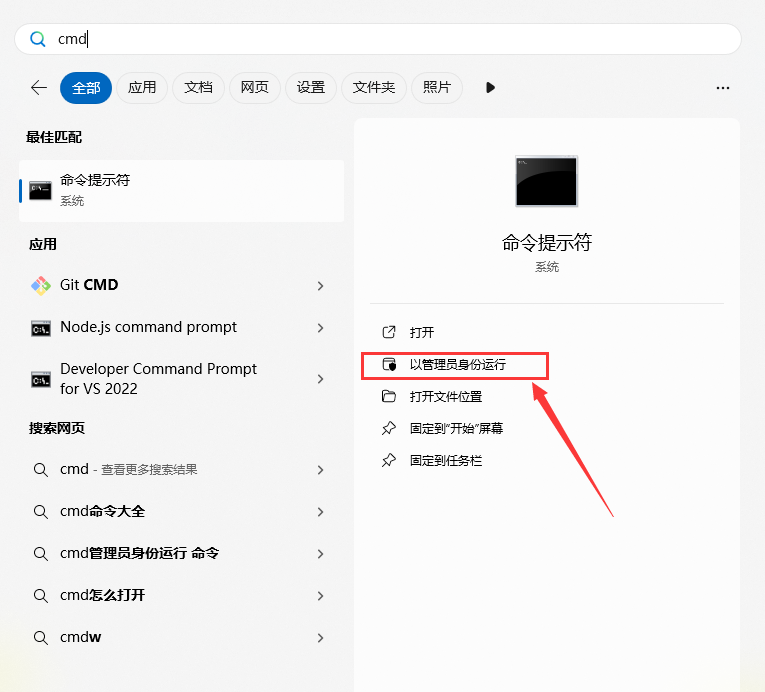 cmd
全部 应用 文档 网页 设置 文件夹 照片
最佳匹配
命令提示符
系统
应用
Git CMD
Node.js command prompt
Developer Command Prompt
for VS 2022
搜索网页
cmd - 查看更多搜索结果
cmd命令大全
cmd管理员身份运行 命令
cmd怎么打开
cmdw
命令提示符
系统
打开
以管理员身份运行
打开文件位置
固定到"开始"屏幕
固定到任务栏